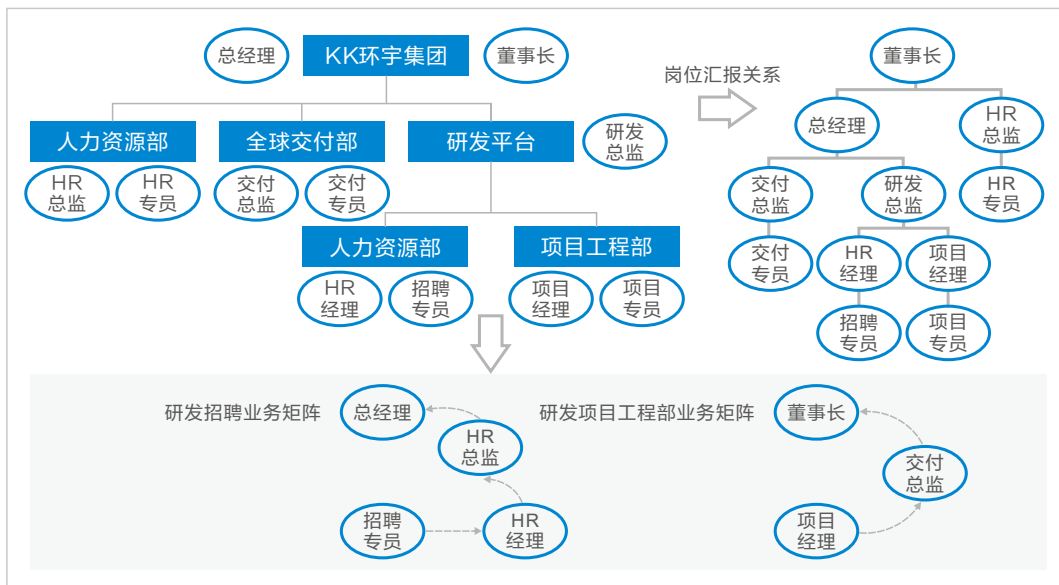 总经理
KK环宇集团
董事长
人力资源部
全球交付部
研发平台
研发
总监
HR
总监
HR
专员
交付
总监
交付
专员
人力资源部
项目工程部
HR
经理
招聘
专员
项目
经理
项目
专员
岗位汇报关系
董事长
总经理
HR
总监
交付
总监
研发
总监
HR
专员
交付
专员
HR
经理
项目
经理
招聘
专员
项目
专员
研发招聘业务矩阵
总经理
HR
总监
招聘
专员
HR
经理
研发项目工程部业务矩阵
董事长
交付
总监
项目
经理